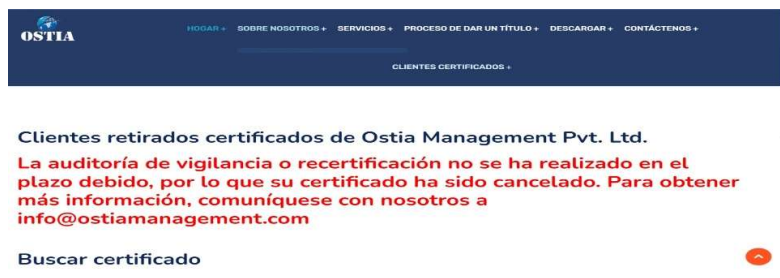 OSTIA
HOGAR + SOBRE NOSOTROS + SERVICIOS + PROCESO DE DAR UN TÍTULO + DESCARGAR + CONTÁCTENOS +
CLIENTES CERTIFICADOS +
Clientes retirados certificados de Ostia Management Pvt. Ltd.
La auditoría de vigilancia o recertificación no se ha realizado en el
plazo debido, por lo que su certificado ha sido cancelado. Para obtener
más información, comuníquese con nosotros a
info@ostiamanagement.com
Buscar certificado